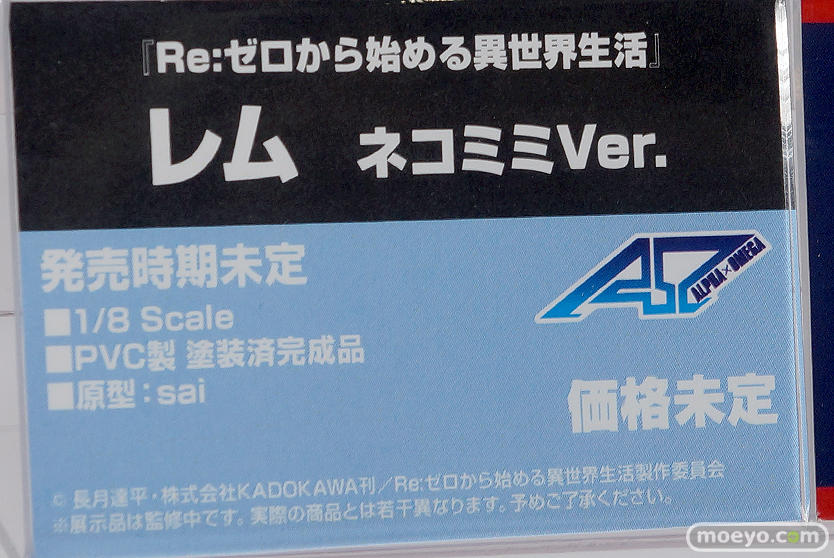 『Re:ゼロから始める異世界生活』
レム ネコミミVer.
発売時期未定
■1/8 Scale
■PVC製 塗装済完成品
■原型：sai
AΩ
ALPHA×OMEGA
価格未定
© 長月達平・株式会社KADOKAWA刊／Re:ゼロから始める異世界生活製作委員会
※展示品は監修中です。実際の商品とは若干異なります。予めご了承ください。
moeyo.com